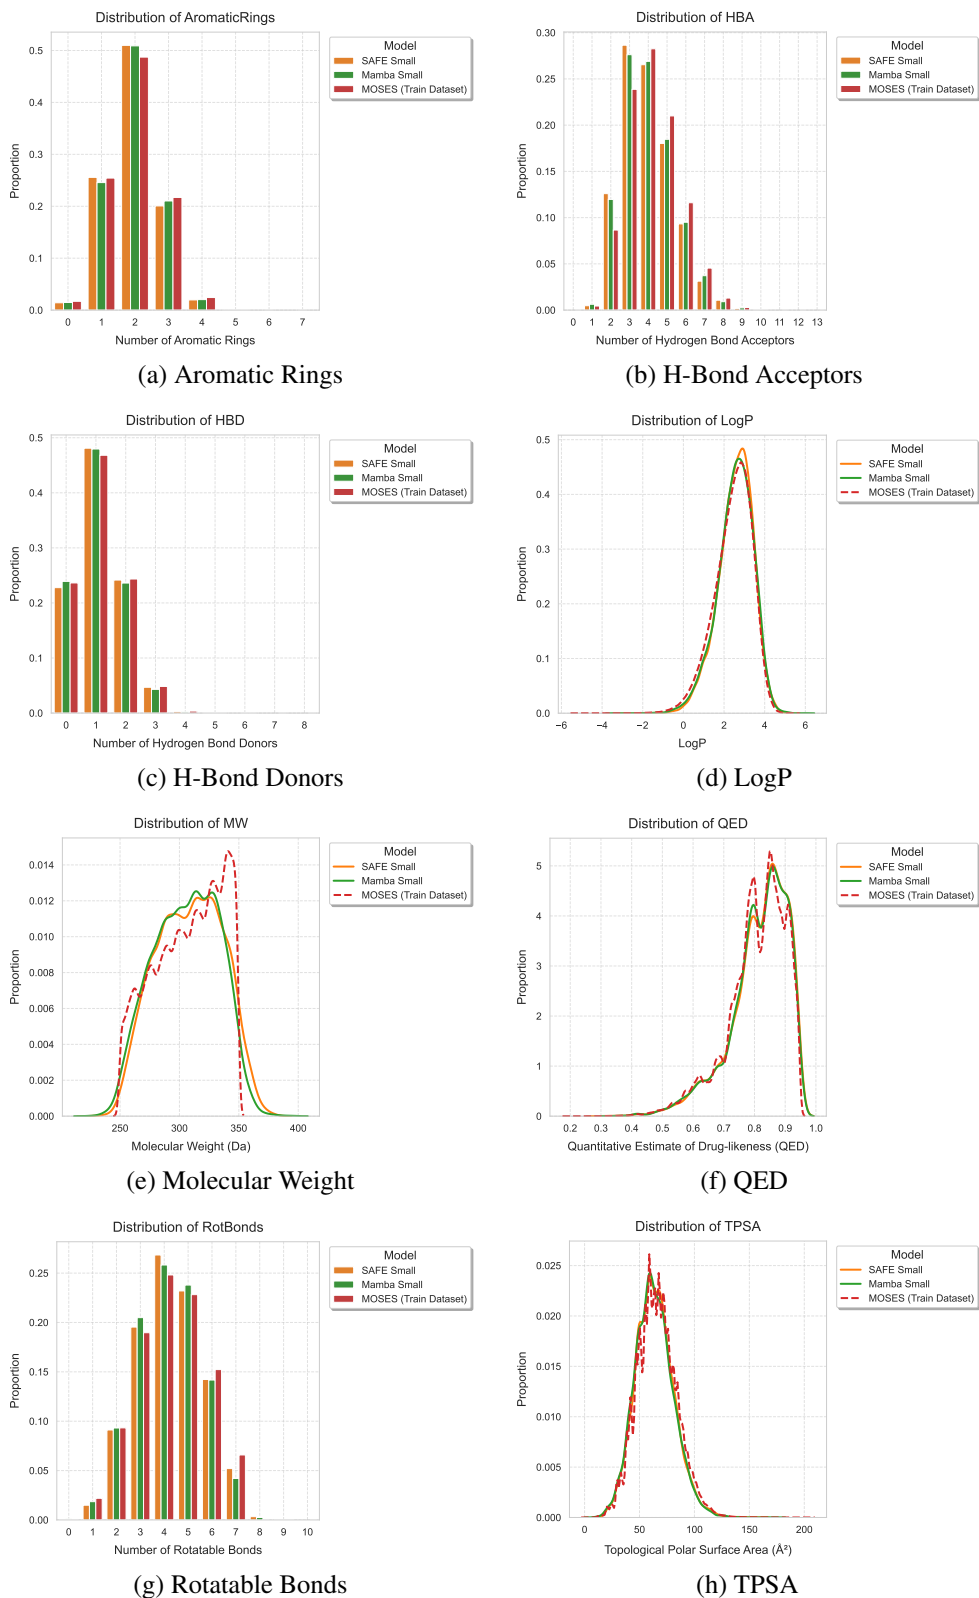 Distribution of AromaticRings
Proportion
0.5
0.4
0.3
0.2
0.1
0.0
0 1 2 3 4 5 6 7
Number of Aromatic Rings
Model
SAFE Small
Mamba Small
MOSES (Train Dataset)
(a) Aromatic Rings
Distribution of HBA
Proportion
0.30
0.25
0.20
0.15
0.10
0.05
0.00
0 1 2 3 4 5 6 7 8 9 10 11 12 13
Number of Hydrogen Bond Acceptors
Model
SAFE Small
Mamba Small
MOSES (Train Dataset)
(b) H-Bond Acceptors
Distribution of HBD
Proportion
0.5
0.4
0.3
0.2
0.1
0.0
0 1 2 3 4 5 6 7 8
Number of Hydrogen Bond Donors
Model
SAFE Small
Mamba Small
MOSES (Train Dataset)
(c) H-Bond Donors
Distribution of LogP
Proportion
0.5
0.4
0.3
0.2
0.1
0.0
−6 −4 −2 0 2 4 6
LogP
Model
SAFE Small
Mamba Small
MOSES (Train Dataset)
(d) LogP
Distribution of MW
Proportion
0.014
0.012
0.010
0.008
0.006
0.004
0.002
0.000
250 300 350 400
Molecular Weight (Da)
Model
SAFE Small
Mamba Small
MOSES (Train Dataset)
(e) Molecular Weight
Distribution of QED
Proportion
5
4
3
2
1
0
0.2 0.3 0.4 0.5 0.6 0.7 0.8 0.9 1.0
Quantitative Estimate of Drug-likeness (QED)
Model
SAFE Small
Mamba Small
MOSES (Train Dataset)
(f) QED
Distribution of RotBonds
Proportion
0.25
0.20
0.15
0.10
0.05
0.00
0 1 2 3 4 5 6 7 8 9 10
Number of Rotatable Bonds
Model
SAFE Small
Mamba Small
MOSES (Train Dataset)
(g) Rotatable Bonds
Distribution of TPSA
Proportion
0.025
0.020
0.015
0.010
0.005
0.000
0 50 100 150 200
Topological Polar Surface Area (Å²)
Model
SAFE Small
Mamba Small
MOSES (Train Dataset)
(h) TPSA